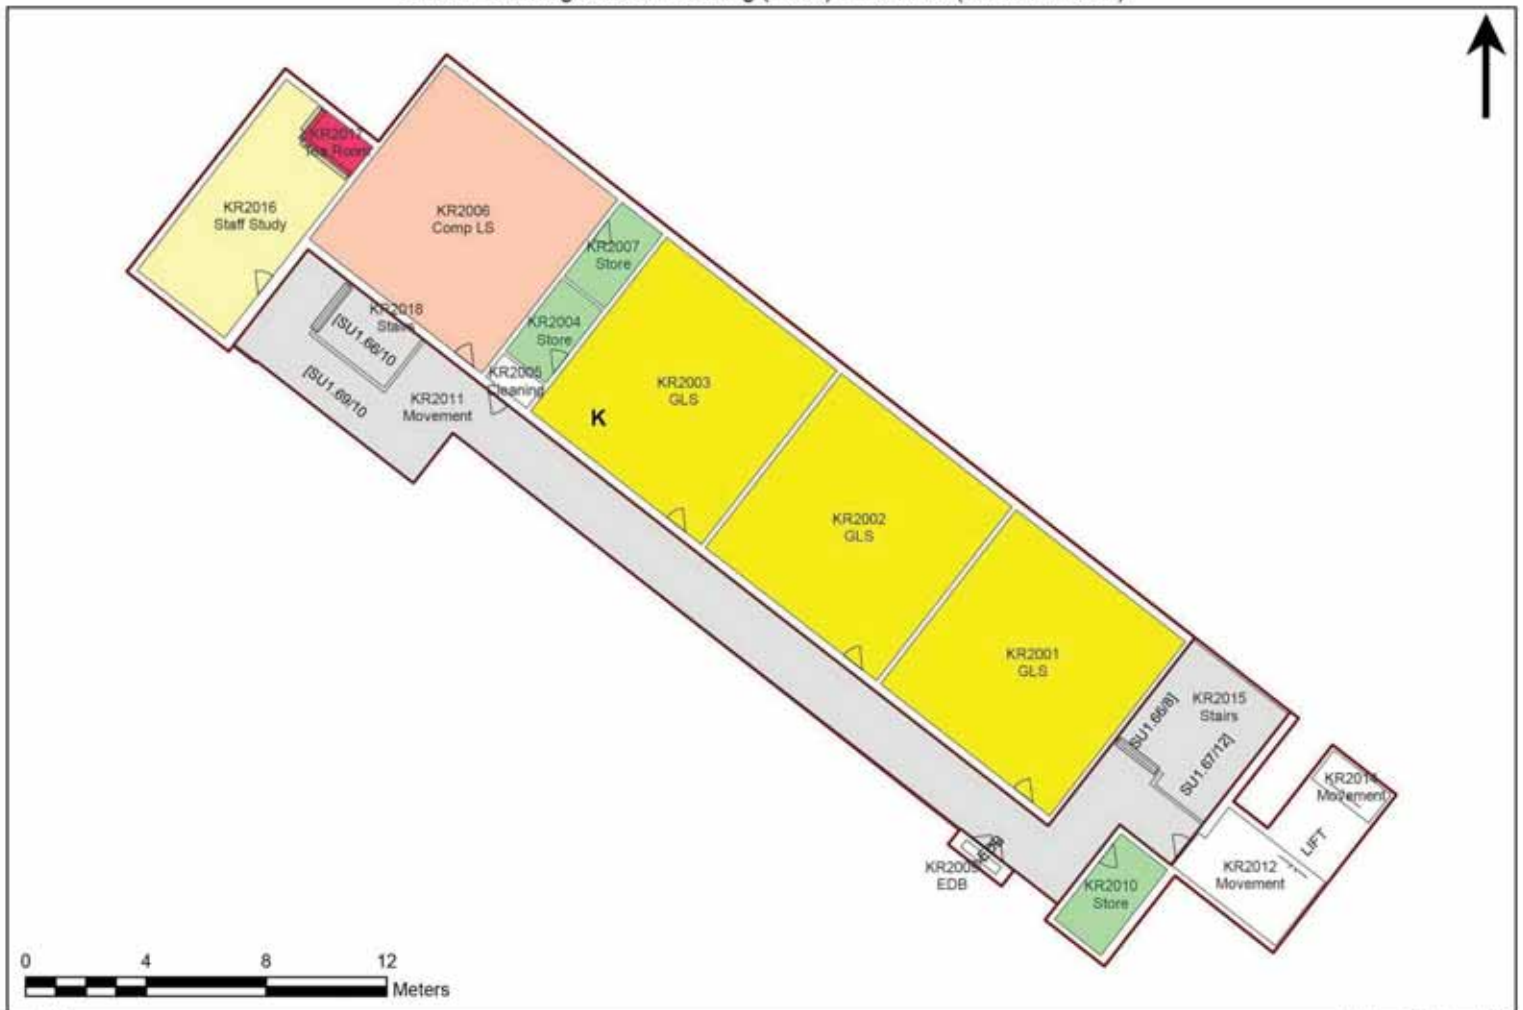 KR2017
Tea Room
KR2016
Staff Study
KR2006
Comp LS
KR2007
Store
KR2018
Stairs
[SU1.66/10
KR2004
Store
KR2005
Cleaning
[SU1.69/10
KR2011
Movement
KR2003
GLS
K
KR2002
GLS
KR2001
GLS
KR2015
Stairs
SU1.66/8]
SU1.67/12]
KR2014
Movement
LIFT
KR2012
Movement
EDB
KR2010
Store
0 4 8 12
Meters